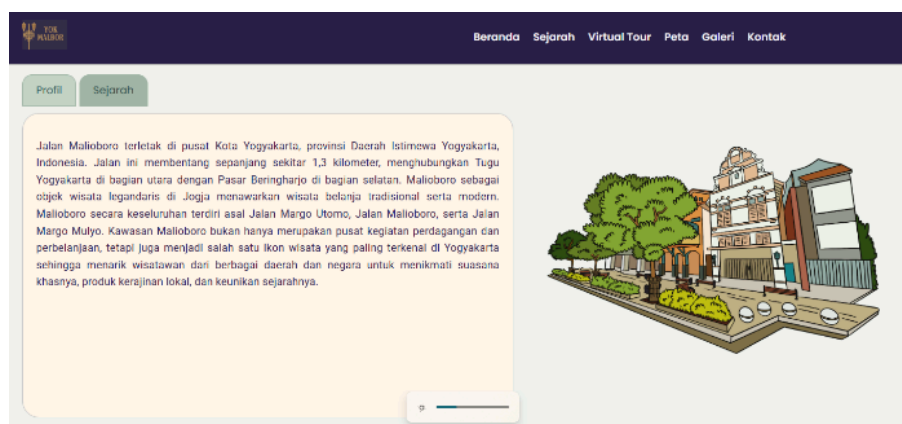 YOK
Beranda Sejarah Virtual Tour Peta Galeri Kontak
Profil Sejarah
Jalan Malioboro terletak di pusat Kota Yogyakarta, provinsi Daerah Istimewa Yogyakarta,
Indonesia. Jalan ini membentang sepanjang sekitar 1,3 kilometer, menghubungkan Tugu
Yogyakarta di bagian utara dengan Pasar Beringharjo di bagian selatan. Malioboro sebagai
objek wisata legandaris di Jogja menawarkan wisata belanja tradisional serta modern.
Malioboro secara keseluruhan terdiri asal Jalan Margo Utomo, Jalan Malioboro, serta Jalan
Margo Mulyo. Kawasan Malioboro bukan hanya merupakan pusat kegiatan perdagangan dan
perbelanjaan, tetapi juga menjadi salah satu ikon wisata yang paling terkenal di Yogyakarta
sehingga menarik wisatawan dari berbagai daerah dan negara untuk menikmati suasana
khasnya, produk kerajinan lokal, dan keunikan sejarahnya.